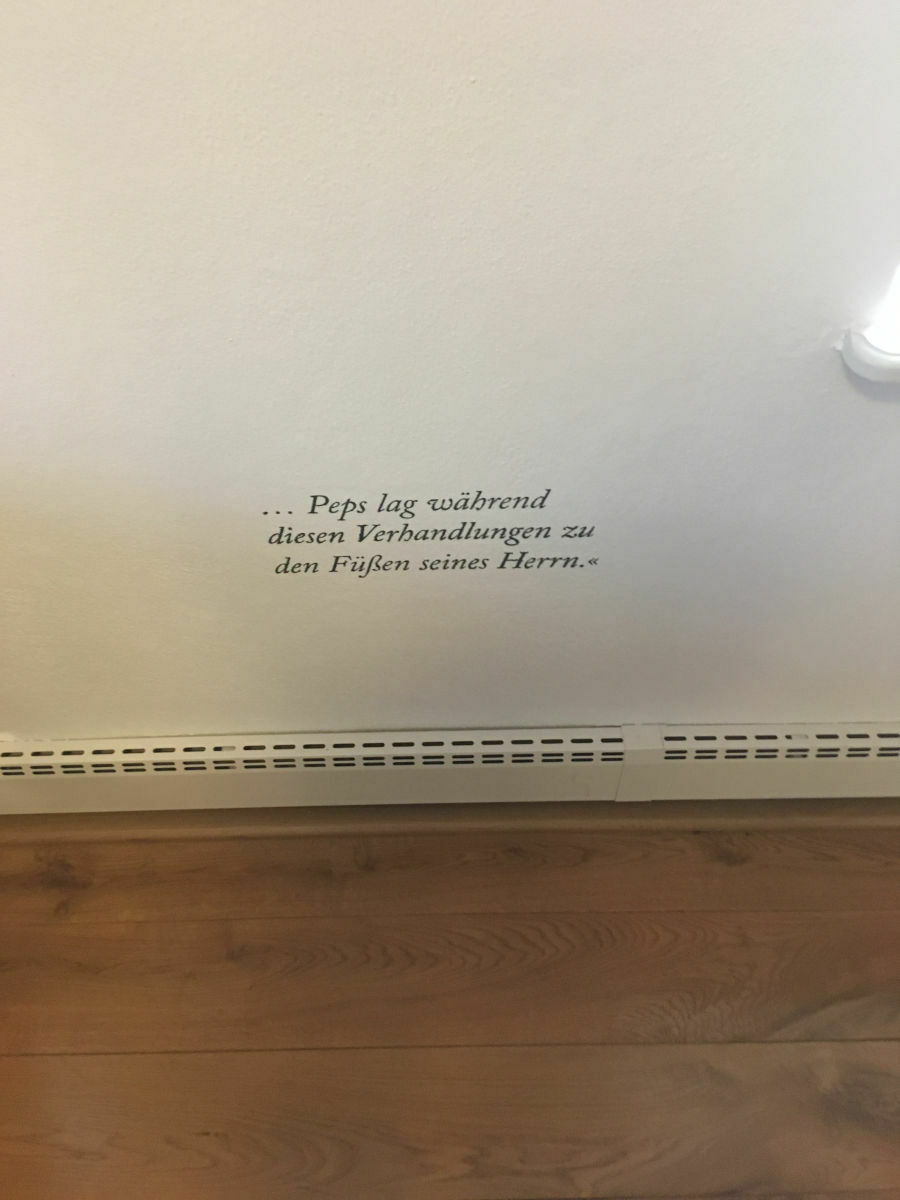 ... Peps lag während
diesen Verhandlungen zu
den Füßen seines Herrn.«